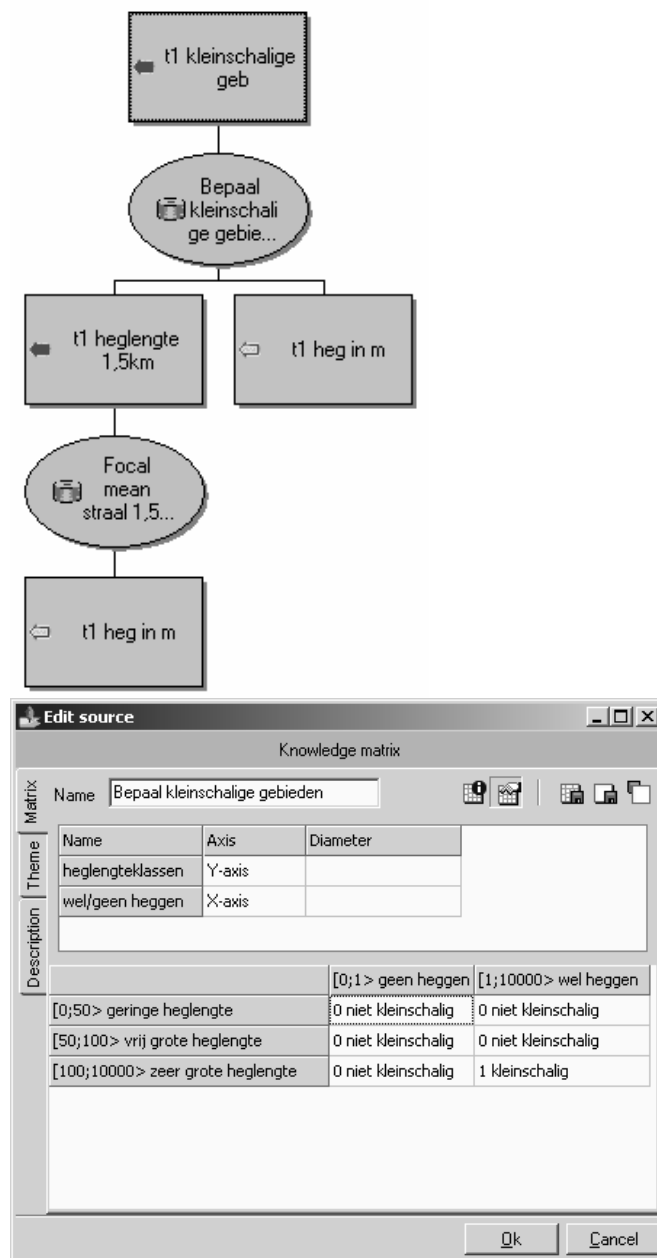 t1 kleinschalige
geb
Bepaal
kleinschali
ge gebie...
t1 heglengte
1,5km
t1 heg in m
Focal
mean
straal 1,5...
t1 heg in m
Edit source
Knowledge matrix
Matrix
Theme
Description
Name Bepaal kleinschalige gebieden
Name Axis Diameter
heglengteklassen Y-axis
wel/geen heggen X-axis
[0;1> geen heggen [1;10000> wel heggen
[0;50> geringe heglengte 0 niet kleinschalig 0 niet kleinschalig
[50;100> vrij grote heglengte 0 niet kleinschalig 0 niet kleinschalig
[100;10000> zeer grote heglengte 0 niet kleinschalig 1 kleinschalig
Ok Cancel